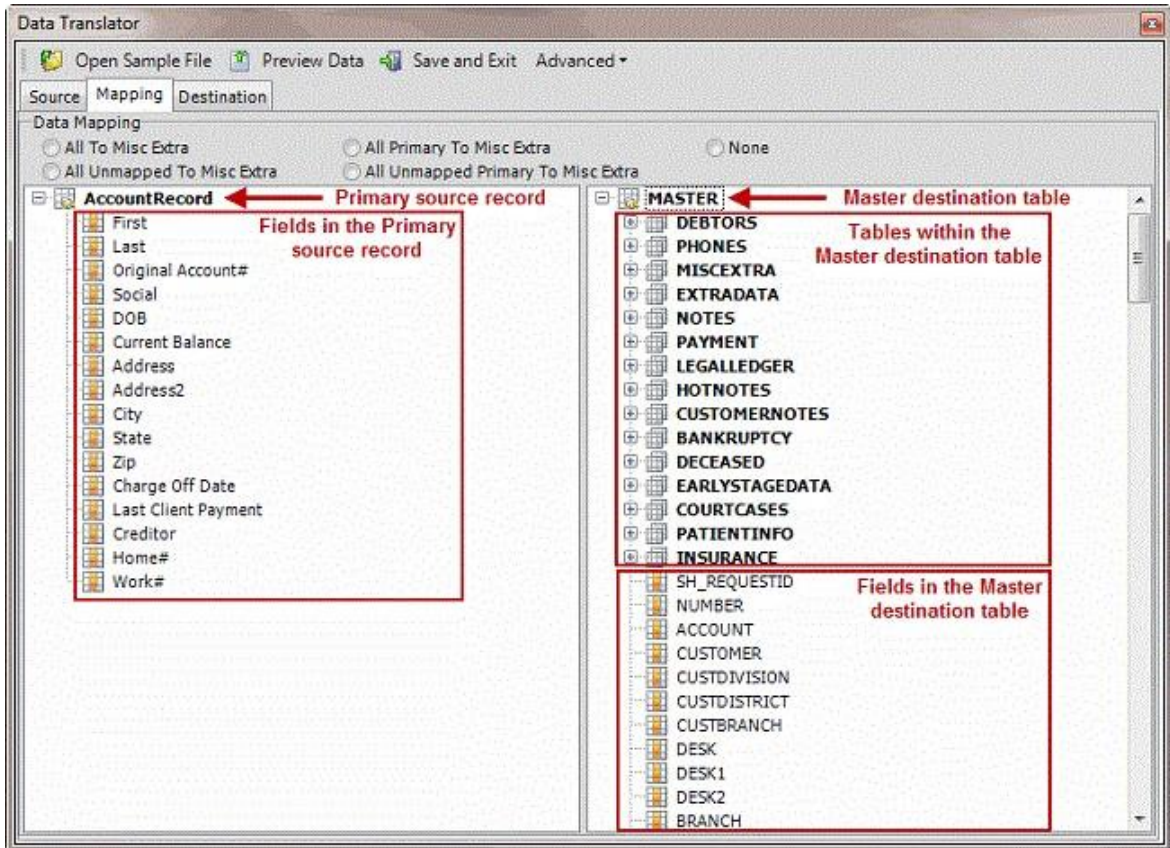 Data Translator
Open Sample File Preview Data Save and Exit Advanced
Source Mapping Destination
Data Mapping
All To Misc Extra All Primary To Misc Extra None
All Unmapped To Misc Extra All Unmapped Primary To Misc Extra
AccountRecord Primary source record
First
Last
Original Account#
Social
DOB
Current Balance
Address
Address2
City
State
Zip
Charge Off Date
Last Client Payment
Creditor
Home#
Work#
Fields in the Primary
source record
MASTER Master destination table
DEBTORS
PHONES
MISCEXTRA
EXTRADATA
NOTES
PAYMENT
LEGALLEDGER
HOTNOTES
CUSTOMERNOTES
BANKRUPTCY
DECEASED
EARLYSTAGEDATA
COURTCASES
PATIENTINFO
INSURANCE
Tables within the
Master destination table
SH_REQUESTID
NUMBER
ACCOUNT
CUSTOMER
CUSTDIVISION
CUSTDISTRICT
CUSTBRANCH
DESK
DESK1
DESK2
BRANCH
Fields in the Master
destination table